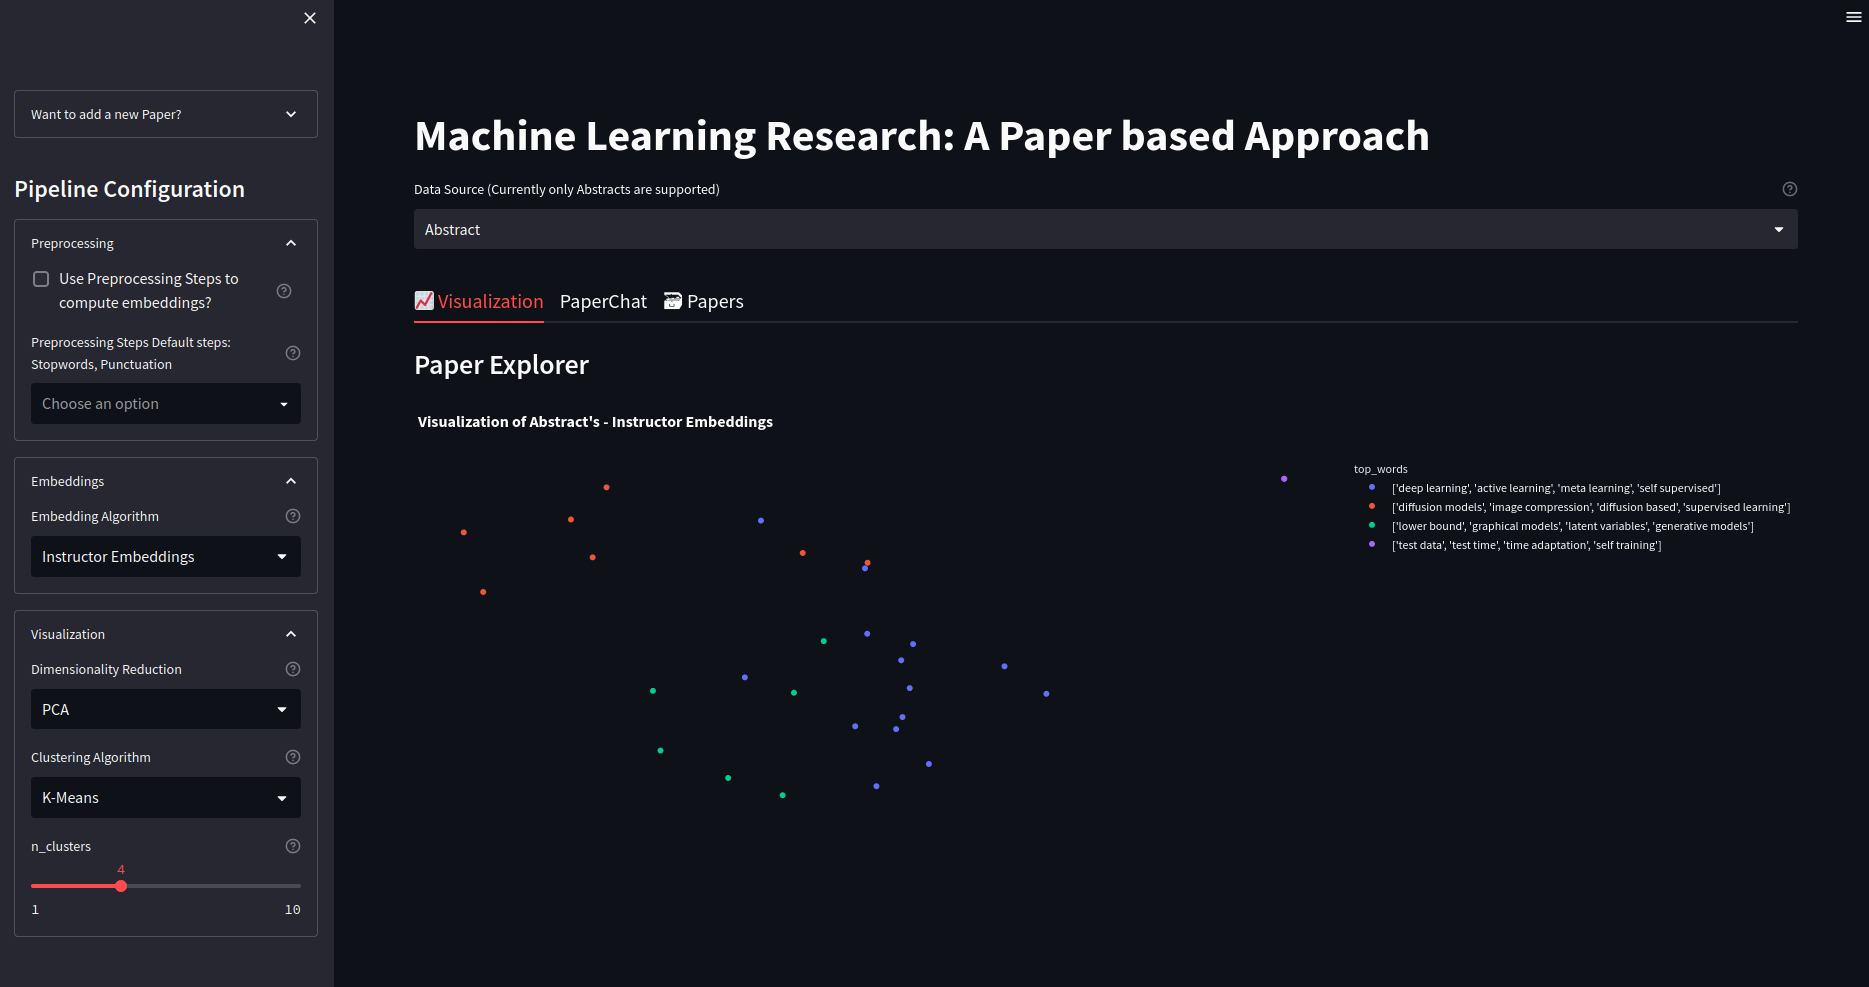 Want to add a new Paper?
Pipeline Configuration
Preprocessing
Use Preprocessing Steps to
compute embeddings?
Preprocessing Steps Default steps:
Stopwords, Punctuation
Choose an option
Embeddings
Embedding Algorithm
Instructor Embeddings
Visualization
Dimensionality Reduction
PCA
Clustering Algorithm
K-Means
n_clusters
4
1 10
Machine Learning Research: A Paper based Approach
Data Source (Currently only Abstracts are supported)
Abstract
Visualization PaperChat Papers
Paper Explorer
Visualization of Abstract's - Instructor Embeddings
top_words
['deep learning', 'active learning', 'meta learning', 'self supervised']
['diffusion models', 'image compression', 'diffusion based', 'supervised learning']
['lower bound', 'graphical models', 'latent variables', 'generative models']
['test data', 'test time', 'time adaptation', 'self training']